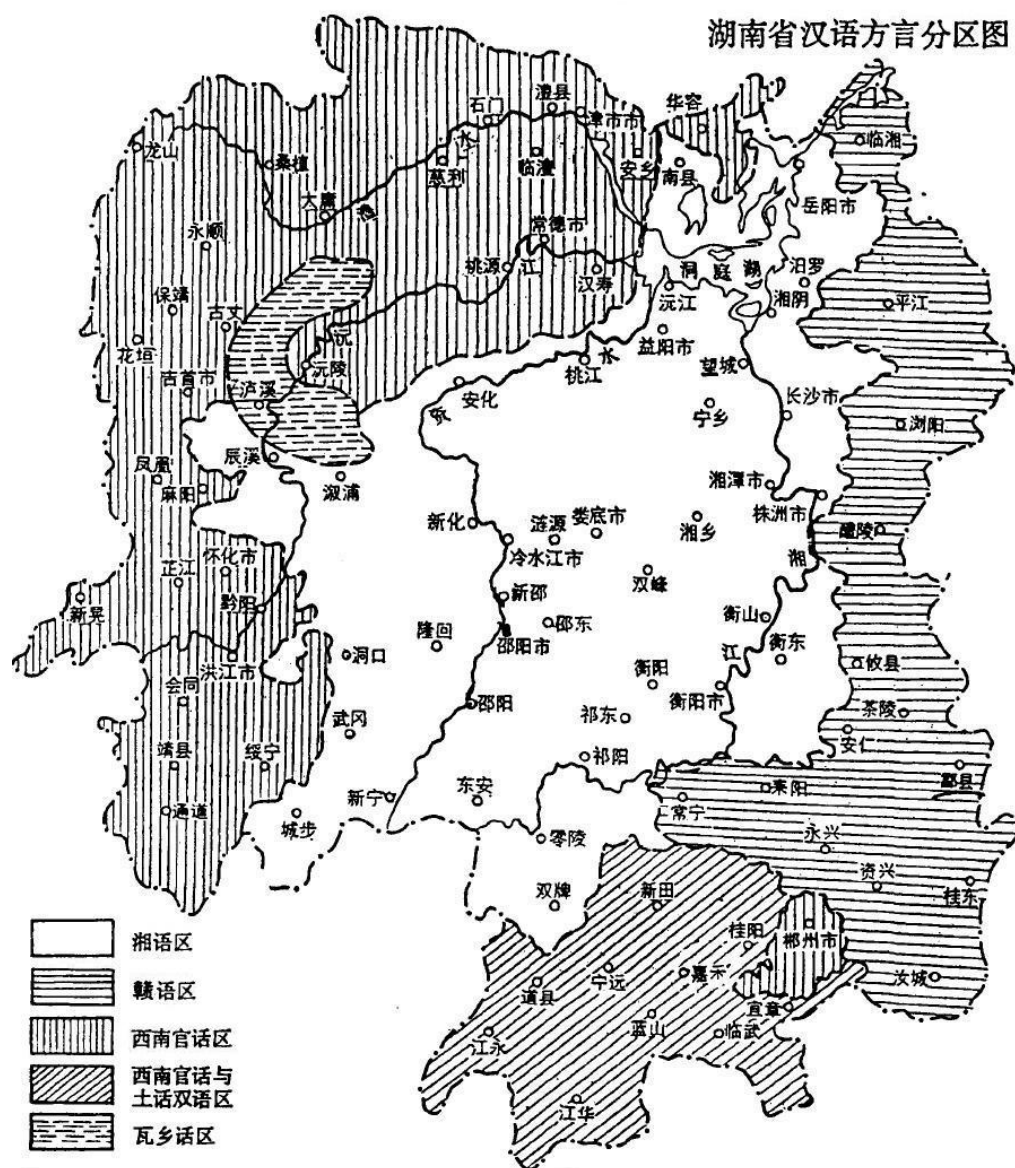 湖南省汉语方言分区图
华容
临湘
石门
澧县
津市市
龙山
桑植
慈利
水
临澧
安乡
南县
岳阳市
大庸
澧
永顺
常德市
桃源
江
汉寿
洞庭湖
汨罗
沅江
湘阴
平江
保靖
古丈
沅
益阳市
花垣
沅陵
桃江
水
望城
古首市
泸溪
安化
资
宁乡
长沙市
浏阳
辰溪
凤凰
麻阳
溆浦
湘潭市
株洲市
新化
涟源
娄底市
湘乡
冷水江市
湘
醴陵
怀化市
芷江
双峰
新晃
黔阳
新邵
邵东
衡山
隆回
邵阳市
洞口
江
衡东
洪江市
会同
衡阳
衡阳市
攸县
邵阳
祁东
茶陵
武冈
安仁
靖县
绥宁
祁阳
酃县
新宁
东安
耒阳
常宁
通道
城步
零陵
永兴
双牌
新田
资兴
桂东
桂阳
郴州市
宁远
嘉禾
汝城
道县
宜章
江永
蓝山
临武
江华
湘语区
赣语区
西南官话区
西南官话与
土话双语区
瓦乡话区